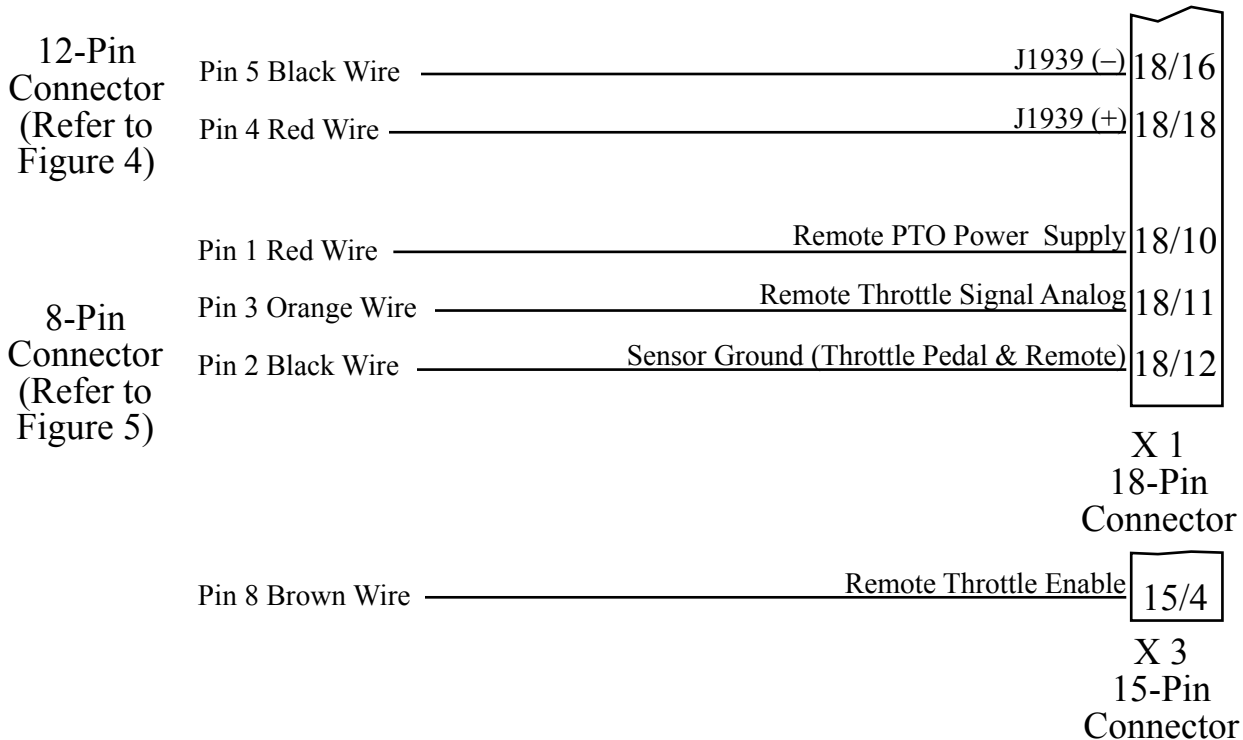 12-Pin
Connector
(Refer to
Figure 4)
Pin 5 Black Wire J1939 (–) 18/16
Pin 4 Red Wire J1939 (+) 18/18
8-Pin
Connector
(Refer to
Figure 5)
Pin 1 Red Wire Remote PTO Power Supply 18/10
Pin 3 Orange Wire Remote Throttle Signal Analog 18/11
Pin 2 Black Wire Sensor Ground (Throttle Pedal & Remote) 18/12
X 1
18-Pin
Connector
Pin 8 Brown Wire Remote Throttle Enable 15/4
X 3
15-Pin
Connector